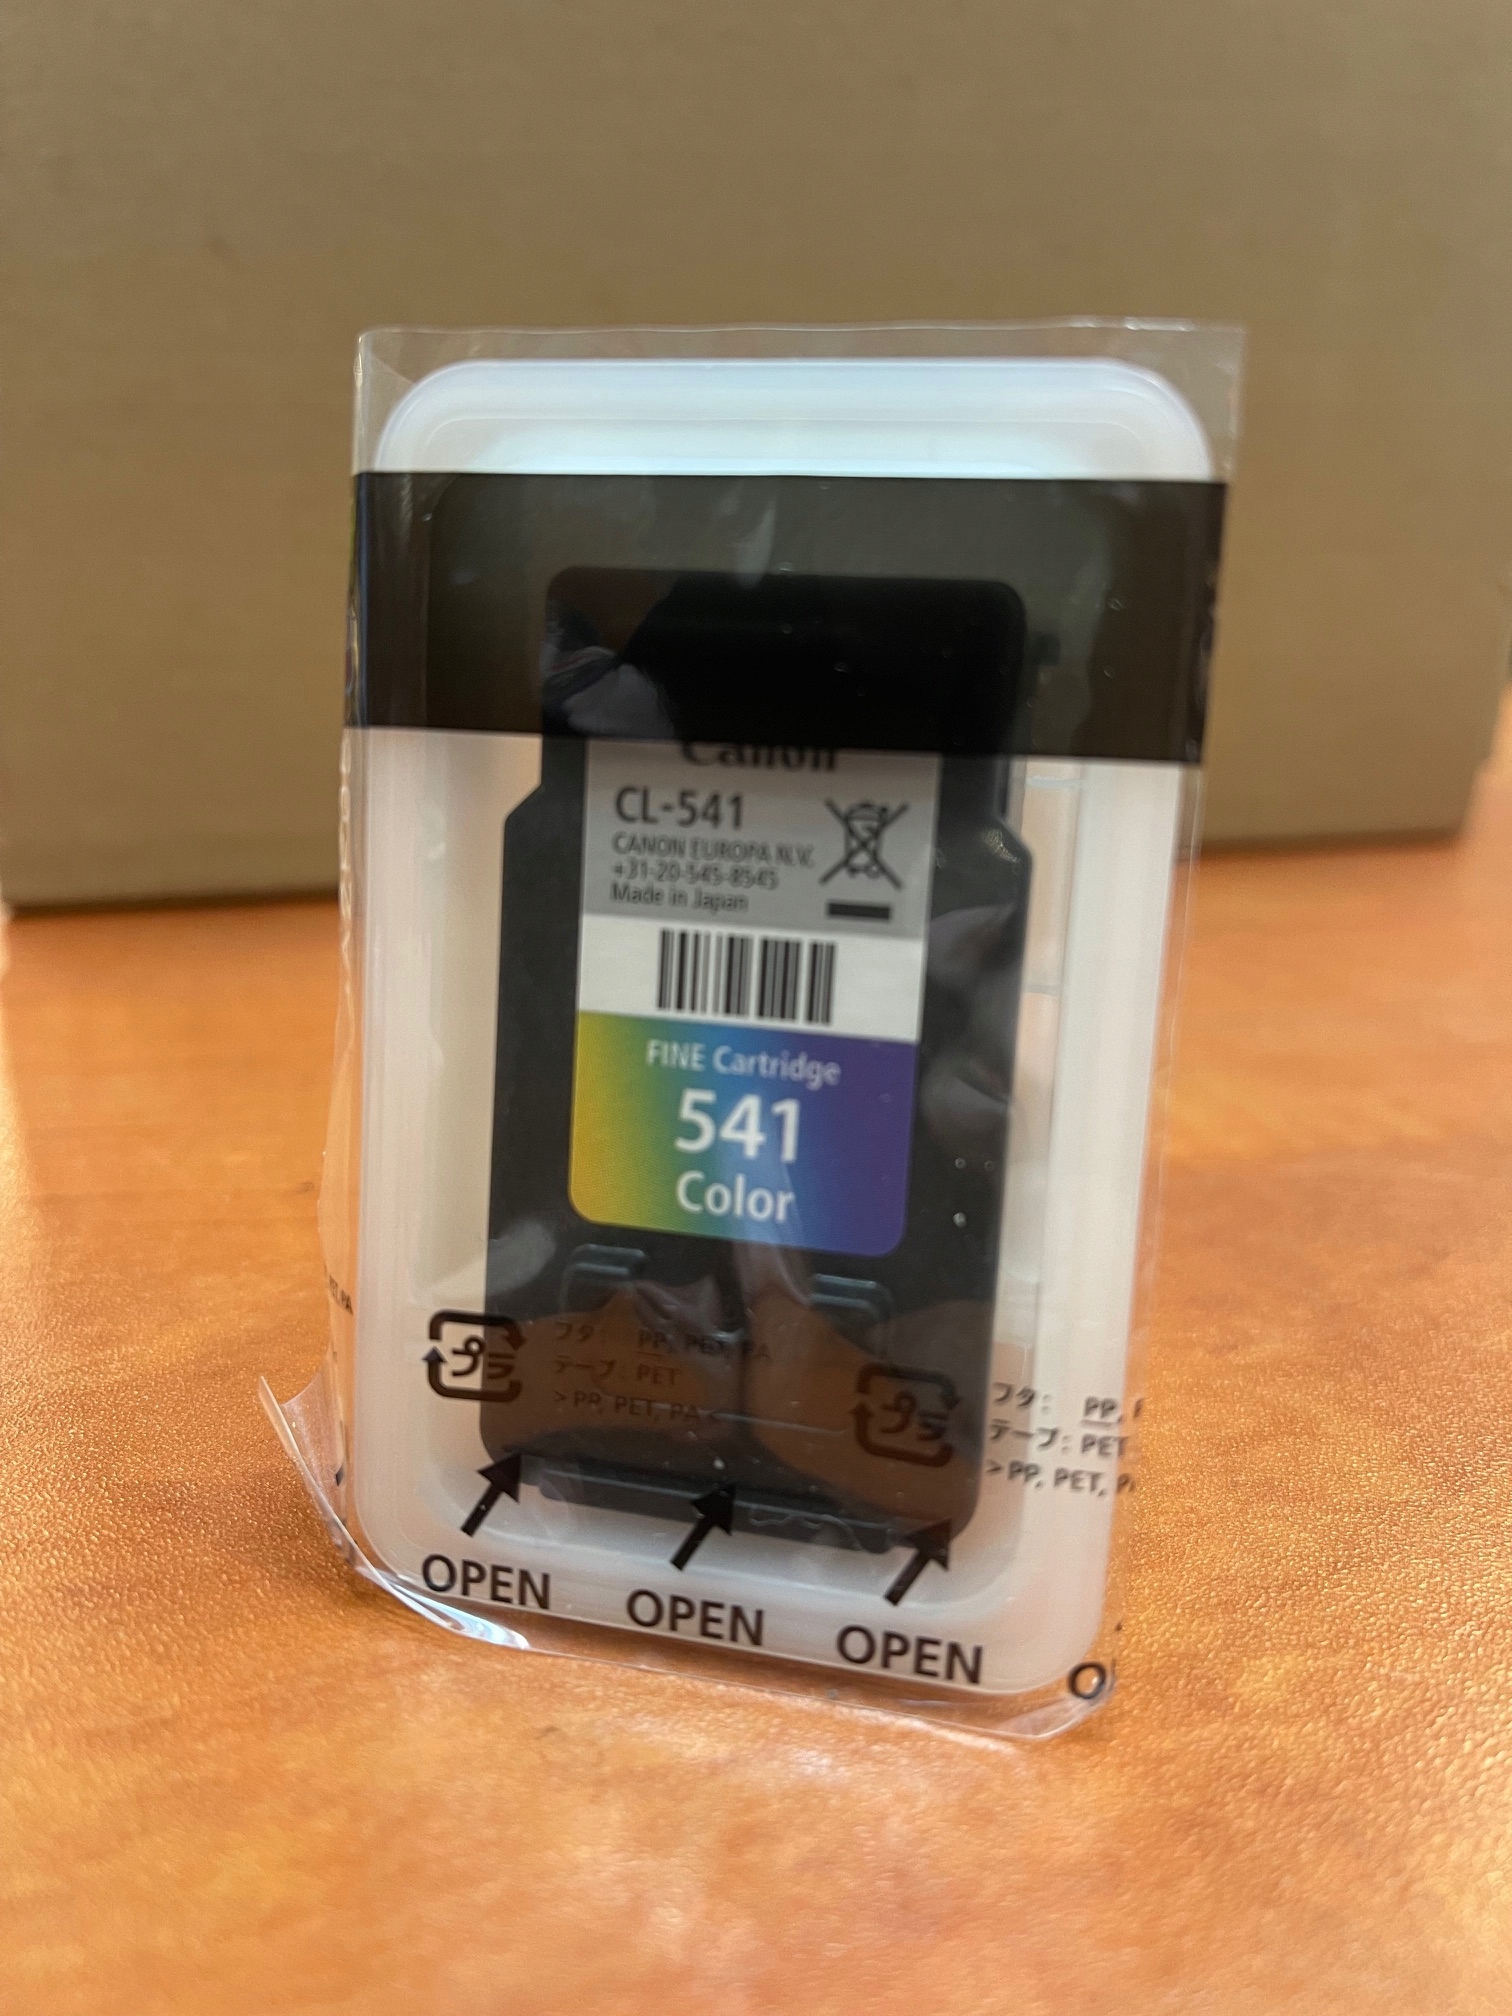 Canon
CL-541
CANON EUROPA N.V.
+31-20-545-8545
Made in Japan
FINE Cartridge
541
Color
プラ
フタ: PP, PET, PA
テープ: PET
>PP, PET, PA<
プラ
フタ: PP,
テープ: PET
>PP, PET,
OPEN
OPEN
OPEN